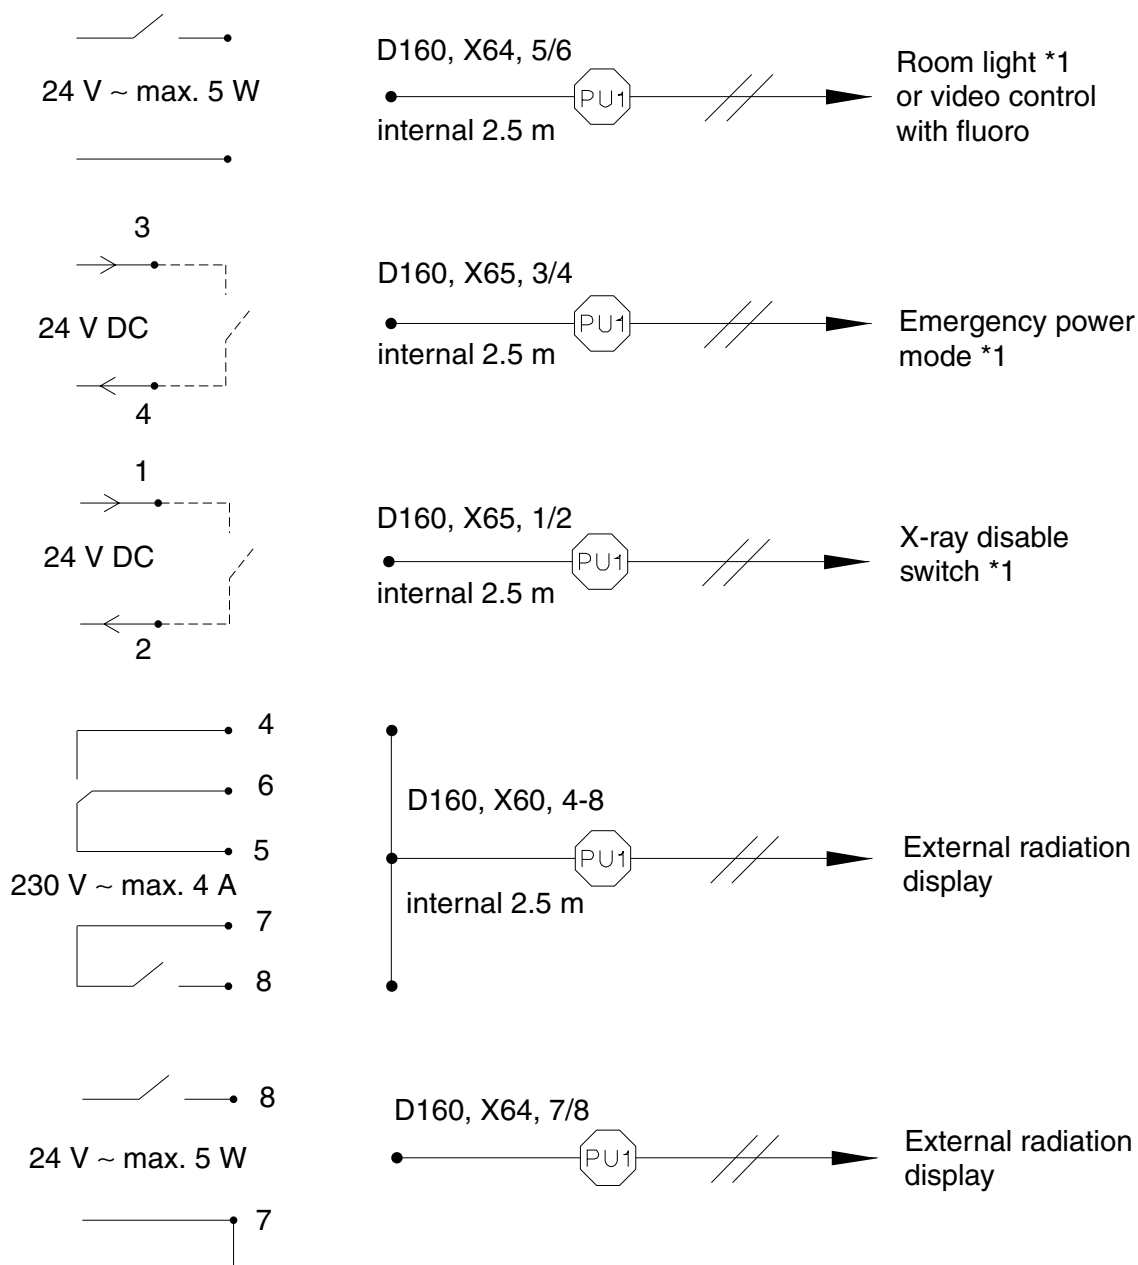 24 V ~ max. 5 W
D160, X64, 5/6
PU1
internal 2.5 m
Room light *1
or video control
with fluoro
3
24 V DC
4
D160, X65, 3/4
PU1
internal 2.5 m
Emergency power
mode *1
1
24 V DC
2
D160, X65, 1/2
PU1
internal 2.5 m
X-ray disable
switch *1
4
6
5
230 V ~ max. 4 A
7
8
D160, X60, 4-8
PU1
internal 2.5 m
External radiation
display
8
24 V ~ max. 5 W
7
D160, X64, 7/8
PU1
External radiation
display